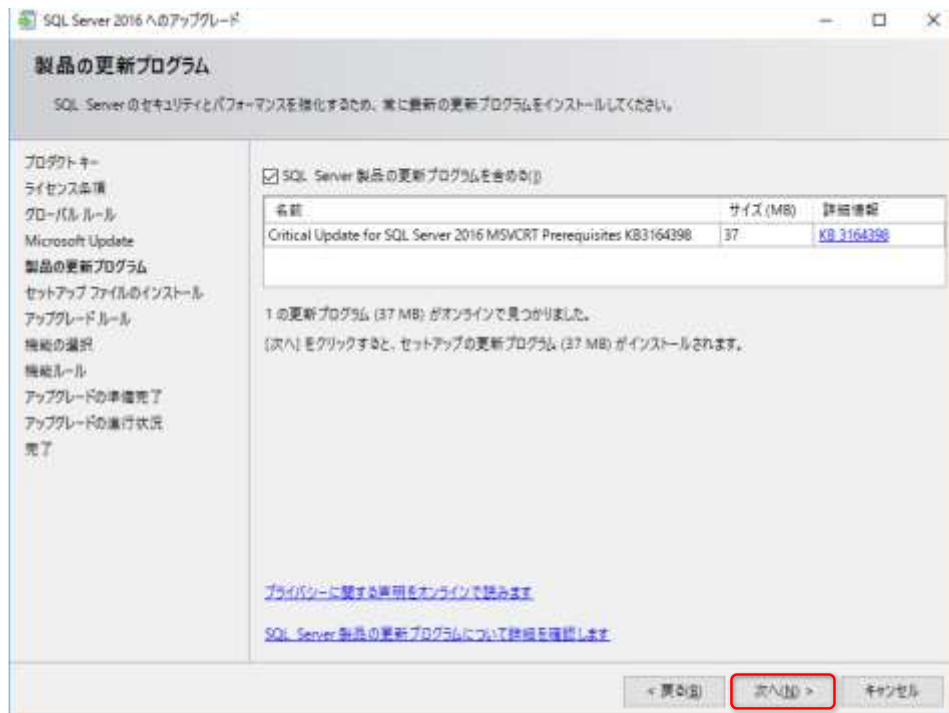 SQL Server 2016 へのアップグレード
製品の更新プログラム
SQL Server のセキュリティとパフォーマンスを強化するため、常に最新の更新プログラムをインストールしてください。
プロダクト キー
ライセンス条項
グローバル ルール
Microsoft Update
製品の更新プログラム
セットアップ ファイルのインストール
アップグレード ルール
機能の選択
機能ルール
アップグレードの準備完了
アップグレードの進行状況
完了
SQL Server 製品の更新プログラムを含める(I)
名前 サイズ (MB) 詳細情報
Critical Update for SQL Server 2016 MSVCRT Prerequisites KB3164398 37 KB 3164398
1 の更新プログラム (37 MB) がオンラインで見つかりました。
[次へ] をクリックすると、セットアップの更新プログラム (37 MB) がインストールされます。
プライバシーに関する声明をオンラインで読みます
SQL Server 製品の更新プログラムについて詳細を確認します
< 戻る(B) 次へ(N) > キャンセル